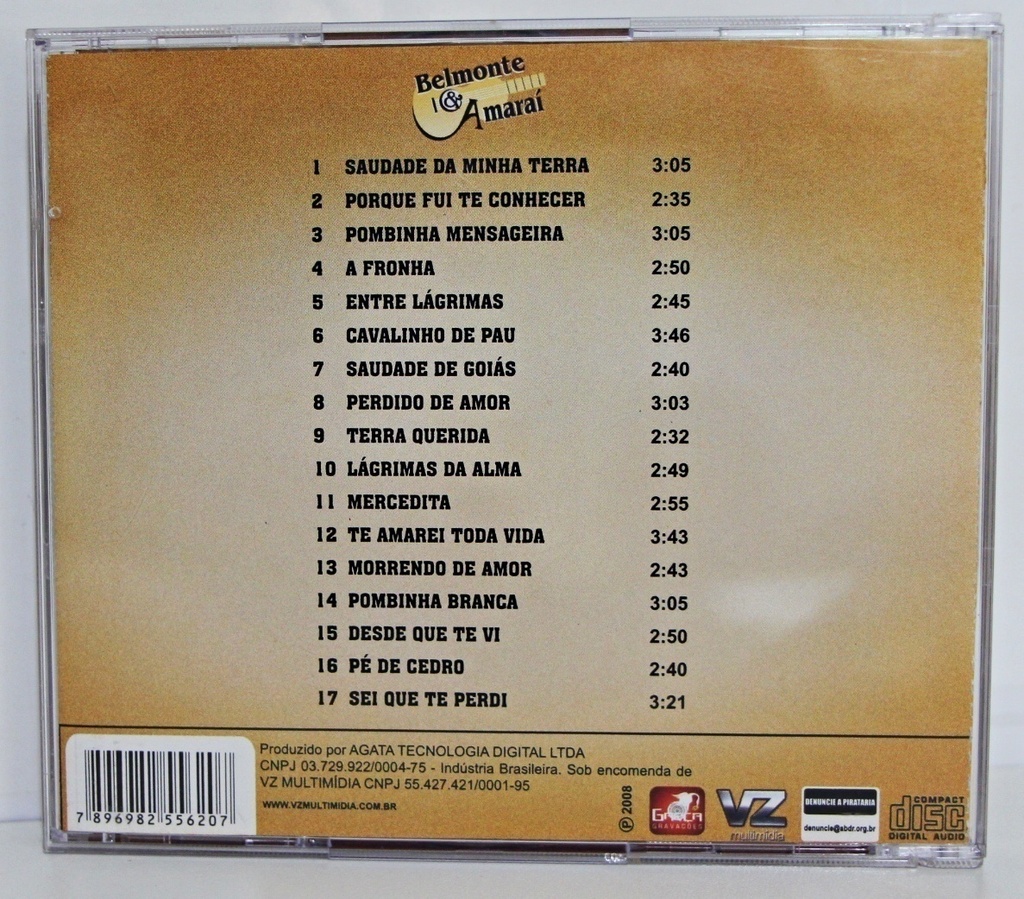 Belmonte
& Amaraí
1 SAUDADE DA MINHA TERRA 3:05
2 PORQUE FUI TE CONHECER 2:35
3 POMBINHA MENSAGEIRA 3:05
4 A FRONHA 2:50
5 ENTRE LÁGRIMAS 2:45
6 CAVALINHO DE PAU 3:46
7 SAUDADE DE GOIÁS 2:40
8 PERDIDO DE AMOR 3:03
9 TERRA QUERIDA 2:32
10 LÁGRIMAS DA ALMA 2:49
11 MERCEDITA 2:55
12 TE AMAREI TODA VIDA 3:43
13 MORRENDO DE AMOR 2:43
14 POMBINHA BRANCA 3:05
15 DESDE QUE TE VI 2:50
16 PÉ DE CEDRO 2:40
17 SEI QUE TE PERDI 3:21
Produzido por AGATA TECNOLOGIA DIGITAL LTDA
CNPJ 03.729.922/0004-75 - Indústria Brasileira. Sob encomenda de
VZ MULTIMÍDIA CNPJ 55.427.421/0001-95
WWW.VZMULTIMIDIA.COM.BR
7 896982 556207
℗ 2008
GRAVAÇÕES
VZ
multimídia
DENUNCIE A PIRATARIA
denuncie@abdr.org.br
COMPACT
disc
DIGITAL AUDIO